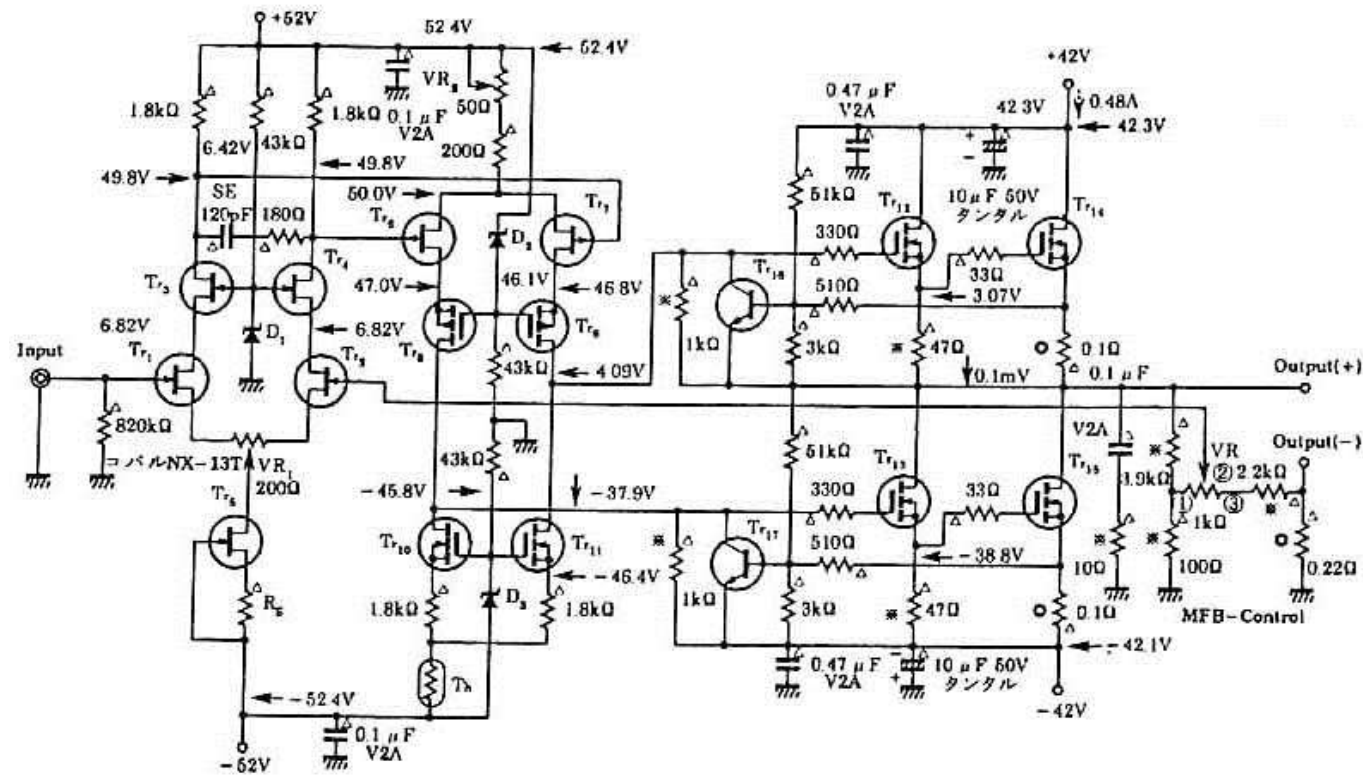 +52V
52.4V
52.4V
+42V
1.8kΩ
43kΩ
1.8kΩ
0.1μF
V2A
VR₂
50Ω
200Ω
0.47μF
V2A
42.3V
0.48A
42.3V
6.42V
49.8V
49.8V
50.0V
SE
120pF
180Ω
Tr₆
Tr₇
D₂
51kΩ
Tr₁₂
10μF 50V
タンタル
Tr₁₄
330Ω
33Ω
Tr₃
Tr₄
47.0V
46.1V
46.8V
Tr₁₆
510Ω
3.07V
6.82V
D₁
6.82V
Tr₈
Tr₉
※
1kΩ
3kΩ
※
47Ω
0.1Ω
Input
Tr₁
Tr₂
43kΩ
4.09V
0.1mV
0.1μF
Output(+)
820kΩ
コパルNX-13T
VR₁
200Ω
43kΩ
51kΩ
Tr₁₃
Tr₁₅
V2A
3.9kΩ
※
VR
Output(-)
①
②
③
2.2kΩ
※
1kΩ
Tr₅
-45.8V
-37.9V
330Ω
33Ω
Tr₁₀
Tr₁₁
Tr₁₇
510Ω
-38.8V
※
10Ω
※
100Ω
0.22Ω
-46.4V
※
1kΩ
3kΩ
※
47Ω
0.1Ω
MFB-Control
R₅
1.8kΩ
D₃
1.8kΩ
-42.1V
Th
0.47μF
V2A
10μF 50V
タンタル
-52.4V
0.1μF
V2A
-42V
-52V